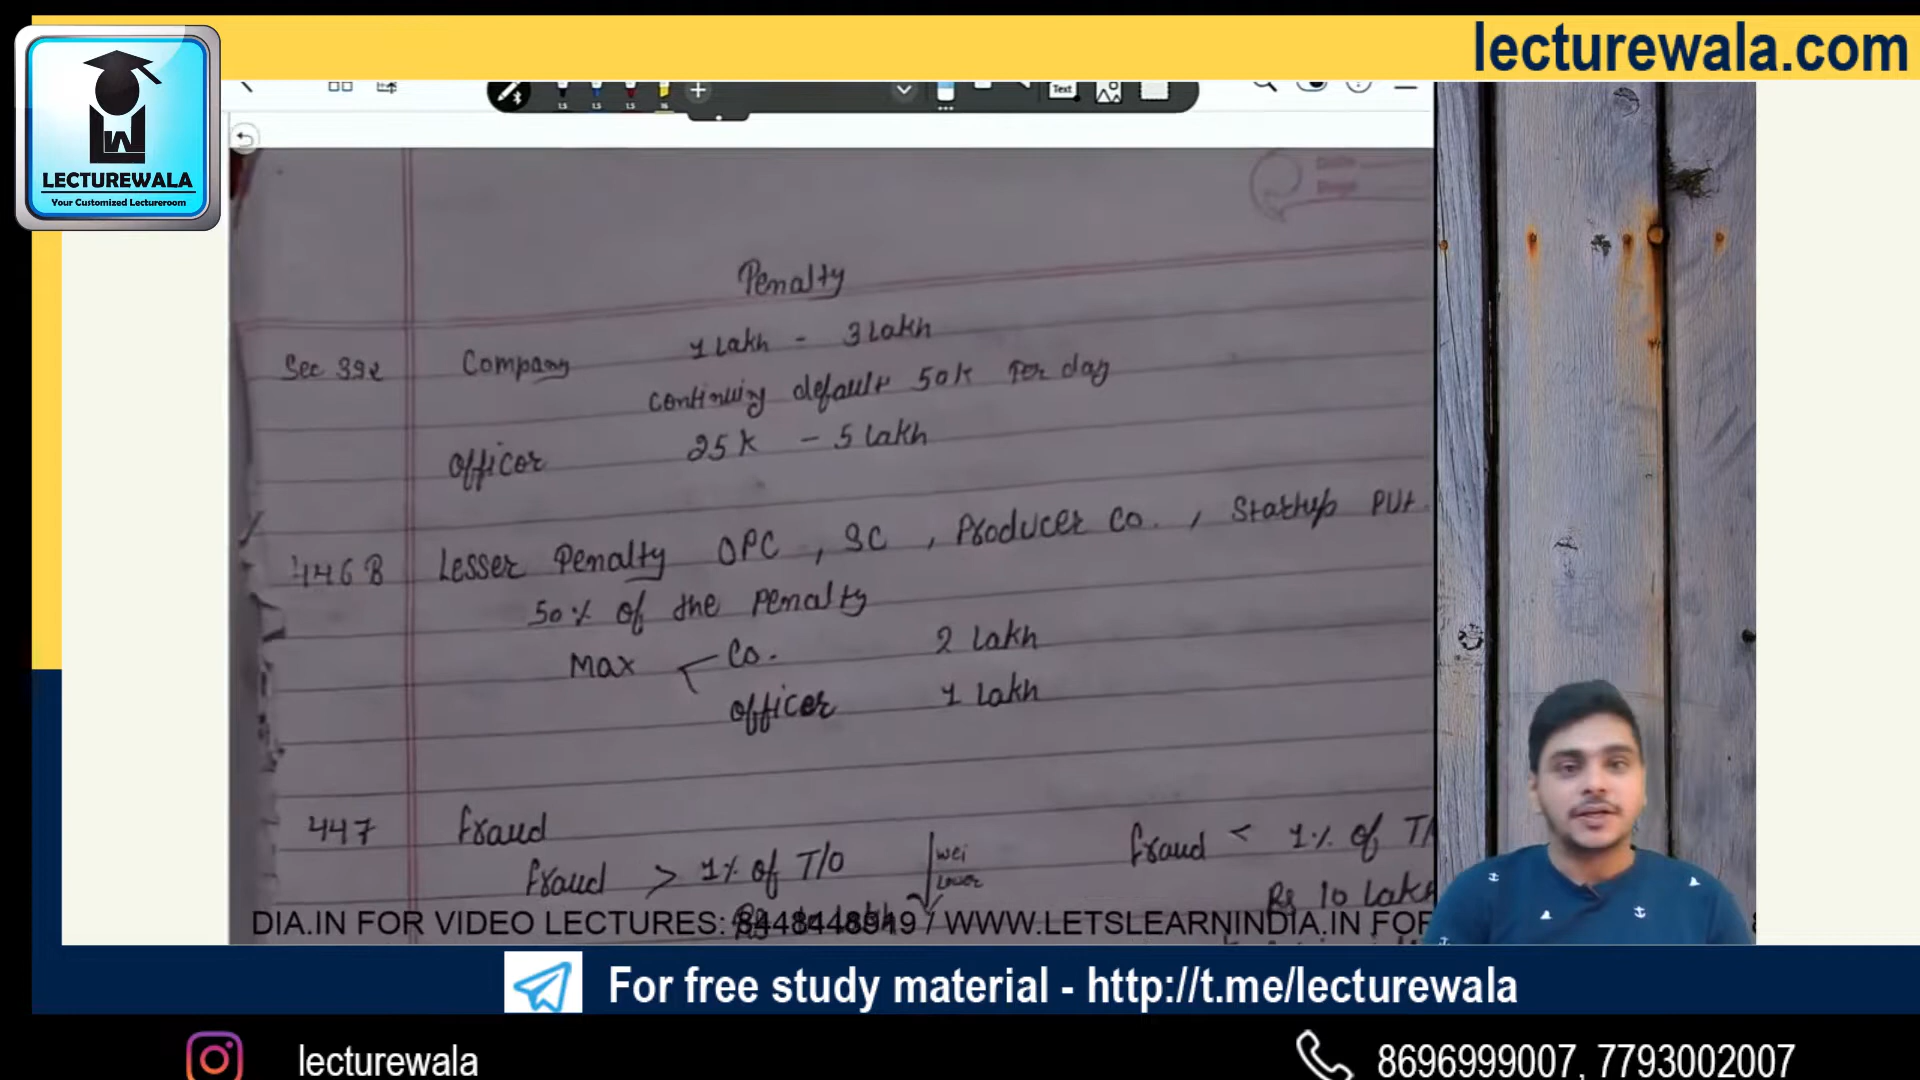 lecturewala.com
LW
LECTUREWALA
Your Customized Lectureroom
Text
Penalty
Sec 392 Company 1 Lakh - 3 Lakh
continuing default 50k Per day
officer 25 K - 5 Lakh
446 B Lesser Penalty OPC , SC , Producer Co. , Startup Pvt.
50 % of the Penalty
Max Co. 2 Lakh
officer 1 Lakh
447 fraud
fraud > 1% of T/O
fraud < 1% of T/
Rs 10 Lakh
DIA.IN FOR VIDEO LECTURES: 8448448919 / WWW.LETSLEARNINDIA.IN FOR
For free study material - http://t.me/lecturewala
lecturewala
8696999007, 7793002007